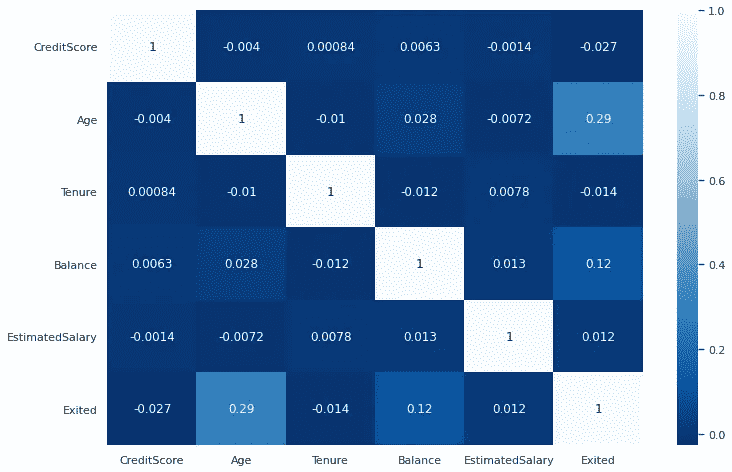 CreditScore 1 -0.004 0.00084 0.0063 -0.0014 -0.027
Age -0.004 1 -0.01 0.028 -0.0072 0.29
Tenure 0.00084 -0.01 1 -0.012 0.0078 -0.014
Balance 0.0063 0.028 -0.012 1 0.013 0.12
EstimatedSalary -0.0014 -0.0072 0.0078 0.013 1 0.012
Exited -0.027 0.29 -0.014 0.12 0.012 1
CreditScore Age Tenure Balance EstimatedSalary Exited
1.0
0.8
0.6
0.4
0.2
0.0